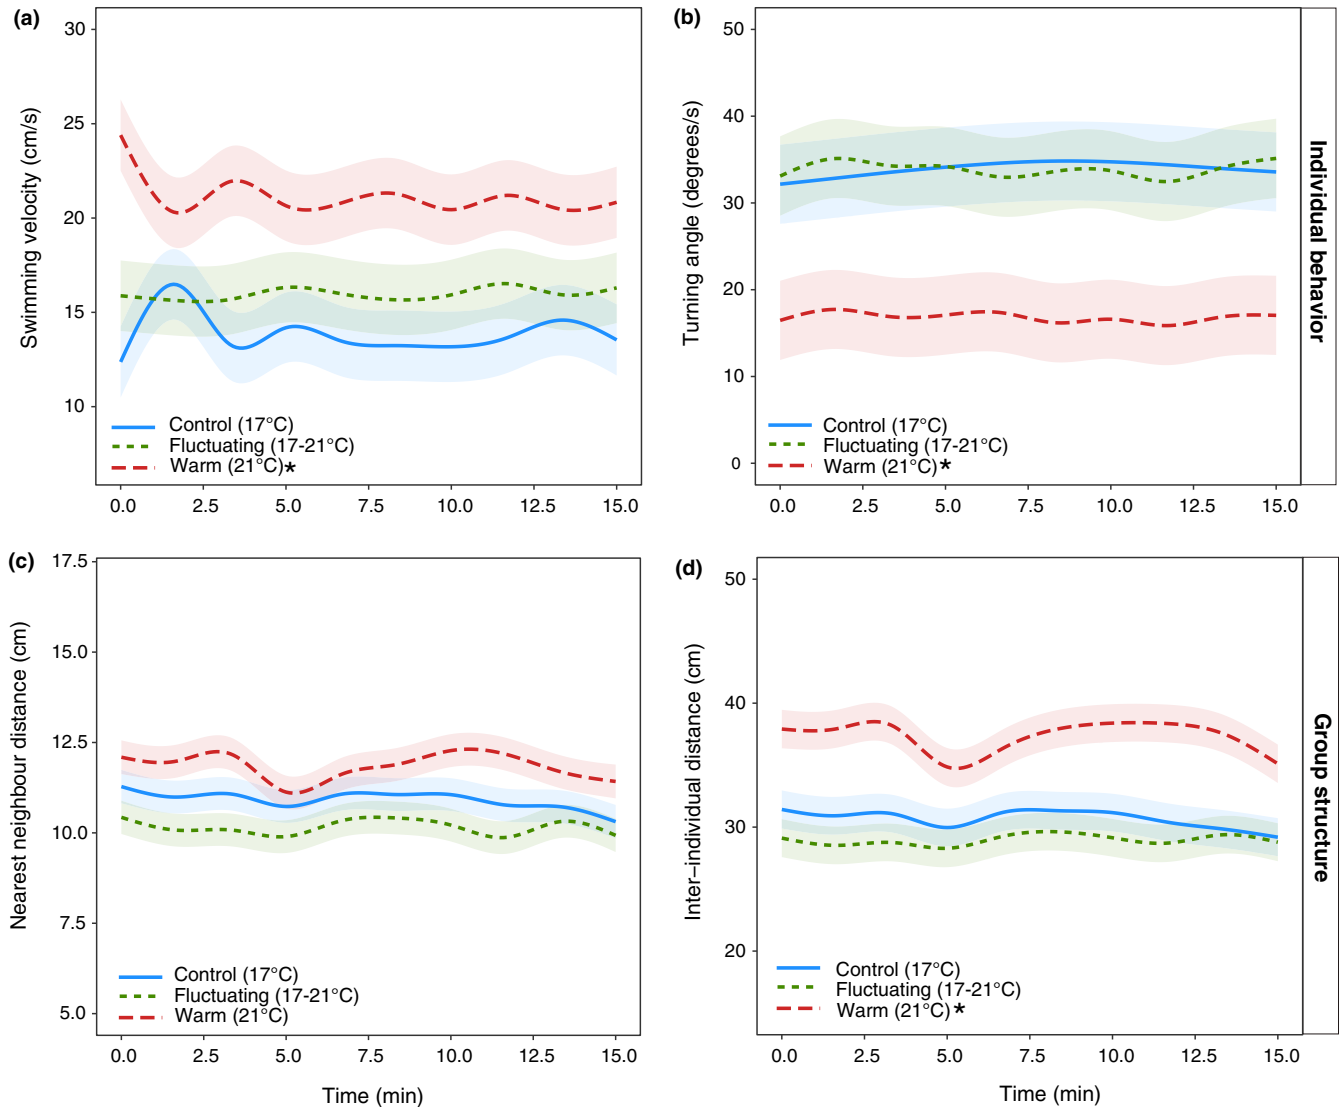 (a)
30
25
20
15
10
Swimming velocity (cm/s)
Control (17°C)
Fluctuating (17-21°C)
Warm (21°C)*
0.0 2.5 5.0 7.5 10.0 12.5 15.0
(b)
50
40
30
20
10
0
Turning angle (degrees/s)
Control (17°C)
Fluctuating (17-21°C)
Warm (21°C)*
0.0 2.5 5.0 7.5 10.0 12.5 15.0
Individual behavior
(c)
17.5
15.0
12.5
10.0
7.5
5.0
Nearest neighbour distance (cm)
Control (17°C)
Fluctuating (17-21°C)
Warm (21°C)
0.0 2.5 5.0 7.5 10.0 12.5 15.0
Time (min)
(d)
50
40
30
20
Inter–individual distance (cm)
Control (17°C)
Fluctuating (17-21°C)
Warm (21°C)*
0.0 2.5 5.0 7.5 10.0 12.5 15.0
Time (min)
Group structure